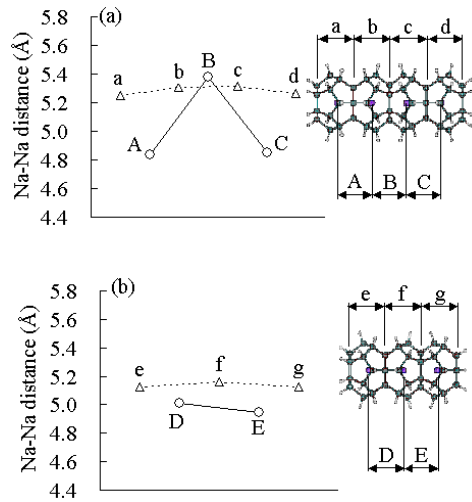 (a)
Na-Na distance (Å)
5.8
5.6
5.4
5.2
5.0
4.8
4.6
4.4
a b c d
A B C
a b c d
A B C
(b)
Na-Na distance (Å)
5.8
5.6
5.4
5.2
5.0
4.8
4.6
4.4
e f g
D E
e f g
D E